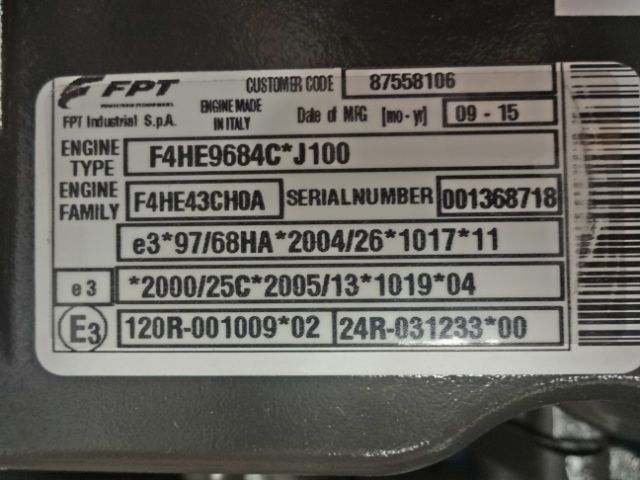 FPT CUSTOMER CODE 87558106
POWERTRAIN TECHNOLOGIES
FPT Industrial S.p.A. ENGINE MADE IN ITALY Date of MFG [mo - yr] 09 - 15
ENGINE TYPE F4HE9684C*J100
ENGINE FAMILY F4HE43CH0A SERIAL NUMBER 001368718
e3*97/68HA*2004/26*1017*11
e3 *2000/25C*2005/13*1019*04
E3 120R-001009*02 24R-031233*00